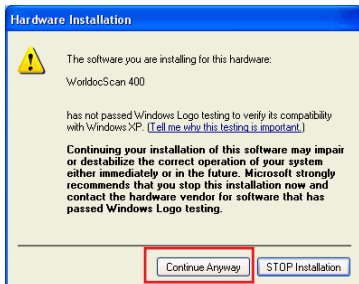 Hardware Installation
The software you are installing for this hardware:
WorldocScan 400
has not passed Windows Logo testing to verify its compatibility
with Windows XP. (Tell me why this testing is important.)
Continuing your installation of this software may impair
or destabilize the correct operation of your system
either immediately or in the future. Microsoft strongly
recommends that you stop this installation now and
contact the hardware vendor for software that has
passed Windows Logo testing.
Continue Anyway STOP Installation